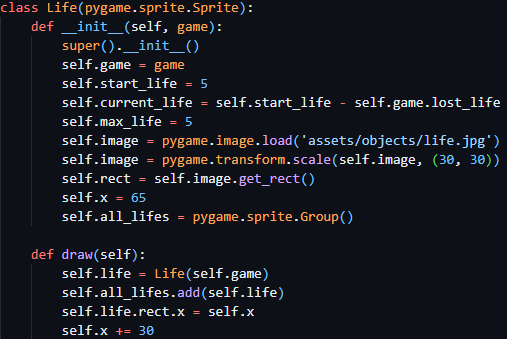 class Life(pygame.sprite.Sprite):
    def __init__(self, game):
        super().__init__()
        self.game = game
        self.start_life = 5
        self.current_life = self.start_life - self.game.lost_life
        self.max_life = 5
        self.image = pygame.image.load('assets/objects/life.jpg')
        self.image = pygame.transform.scale(self.image, (30, 30))
        self.rect = self.image.get_rect()
        self.x = 65
        self.all_lifes = pygame.sprite.Group()

    def draw(self):
        self.life = Life(self.game)
        self.all_lifes.add(self.life)
        self.life.rect.x = self.x
        self.x += 30